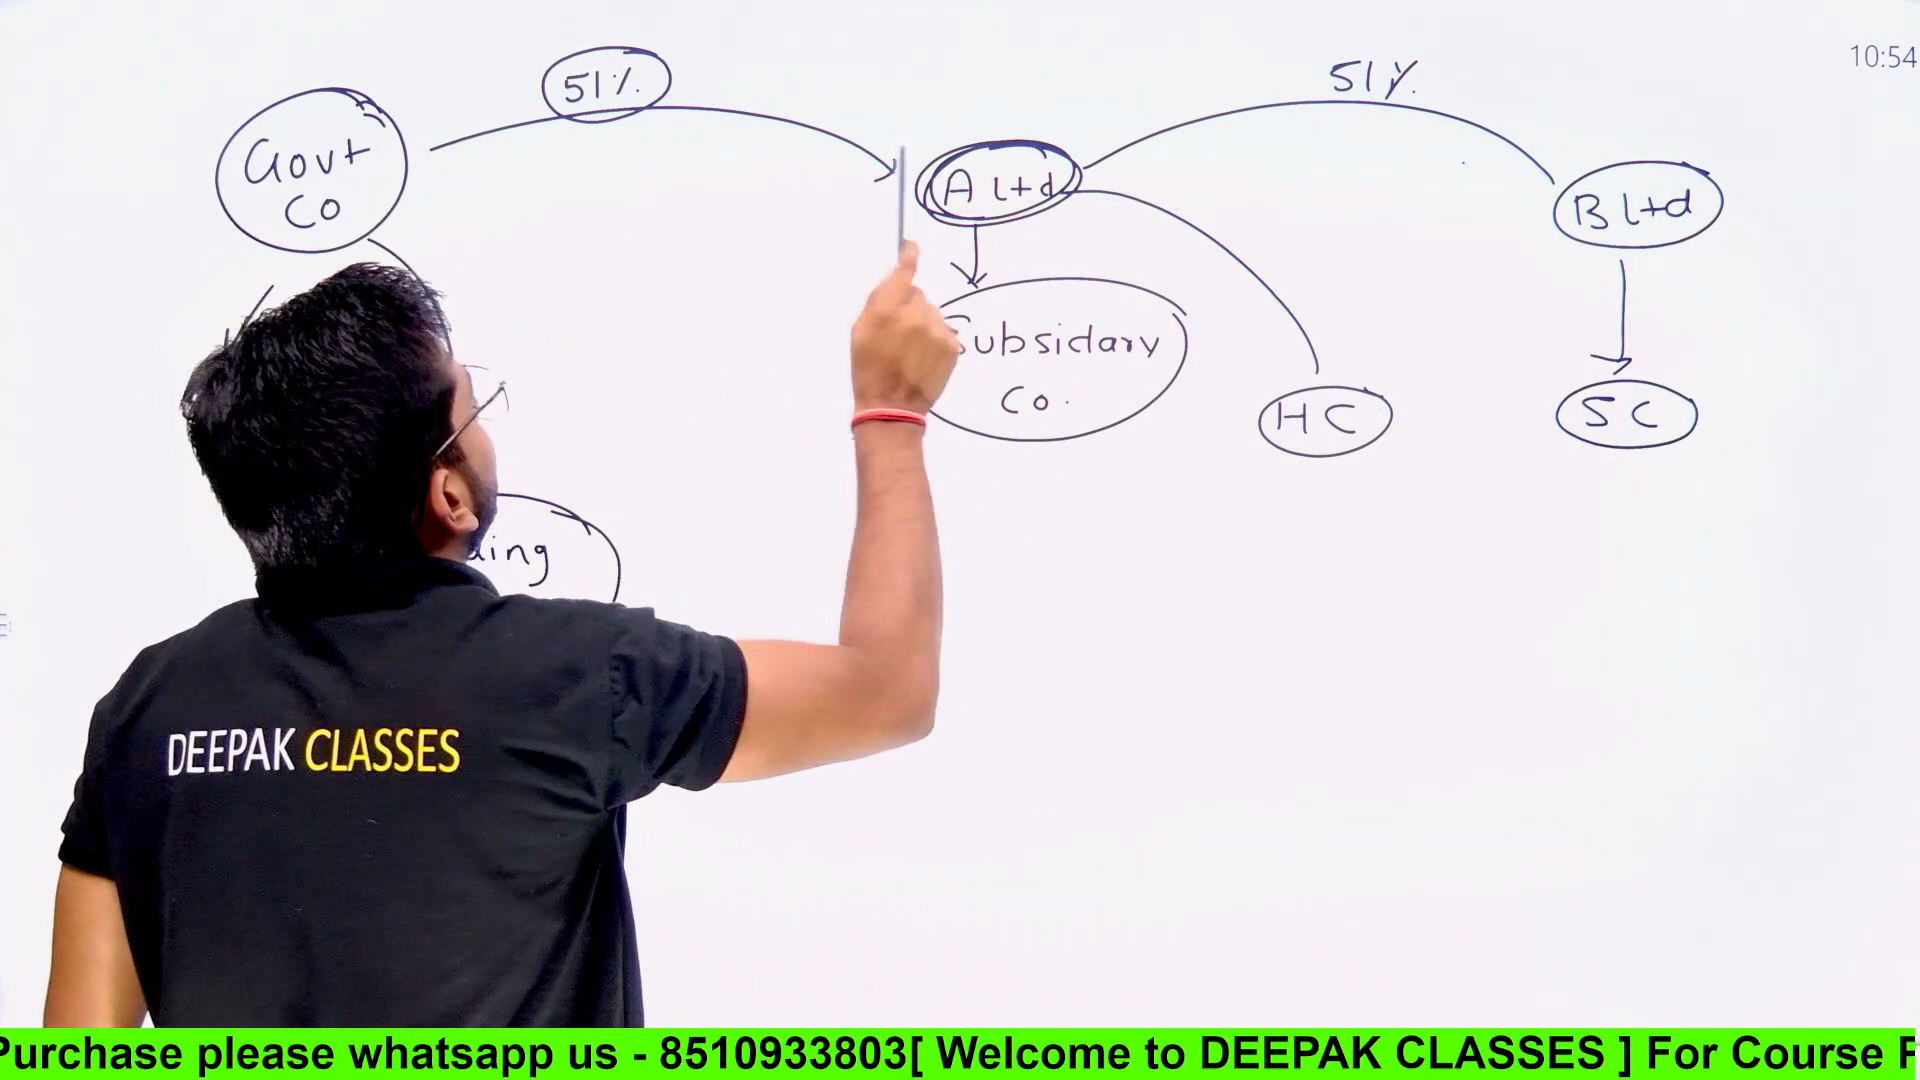 10:54
51%
51%
Govt
Co
A Ltd
B Ltd
Subsidary
Co.
HC
SC
DEEPAK CLASSES
Purchase please whatsapp us - 8510933803[ Welcome to DEEPAK CLASSES ] For Course